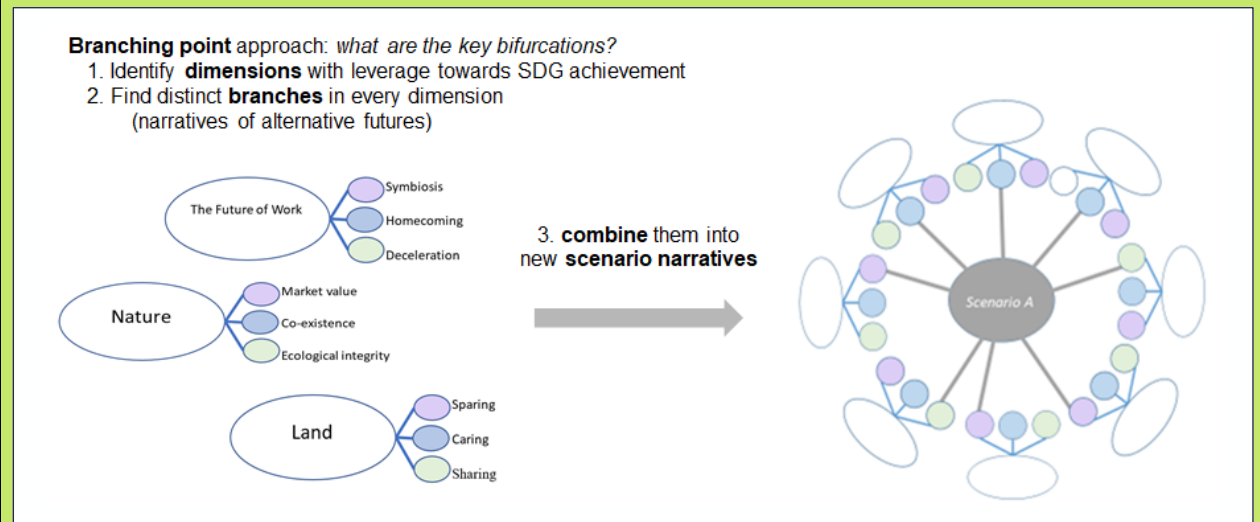 Branching point approach: what are the key bifurcations?
1. Identify dimensions with leverage towards SDG achievement
2. Find distinct branches in every dimension
(narratives of alternative futures)
The Future of Work
Symbiosis
Homecoming
Deceleration
Nature
Market value
Co-existence
Ecological integrity
Land
Sparing
Caring
Sharing
3. combine them into
new scenario narratives
Scenario A